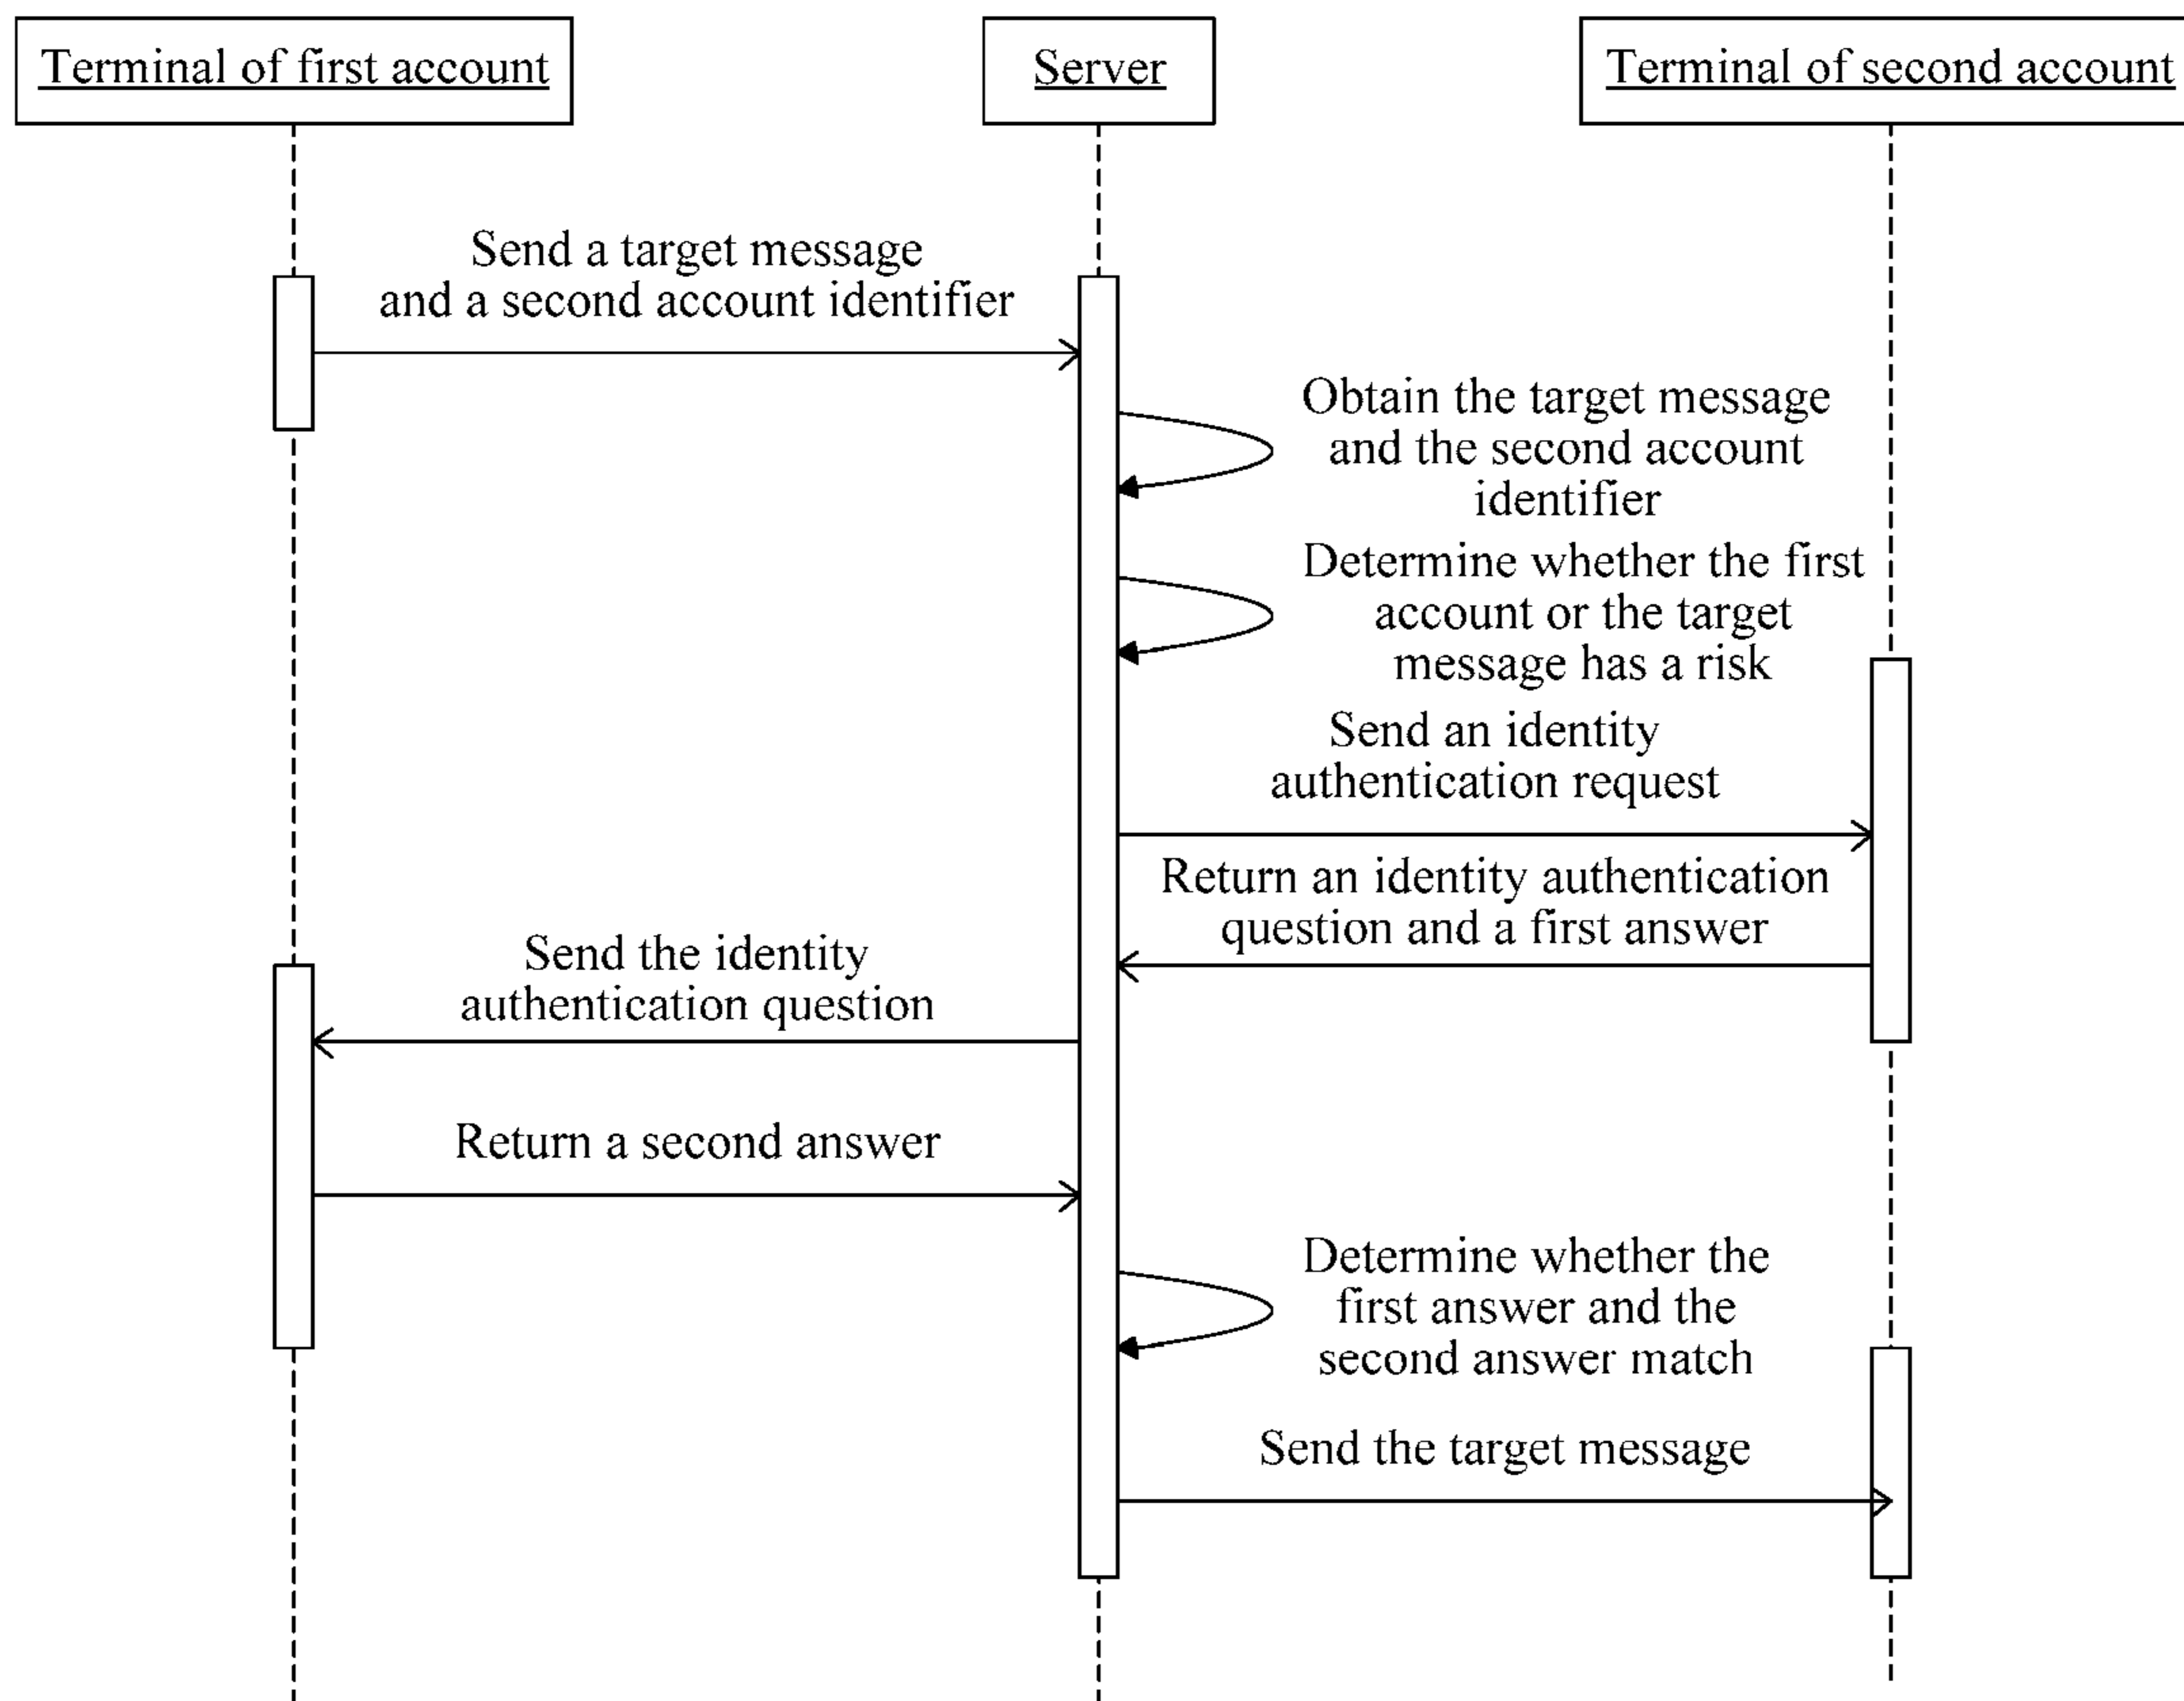 Terminal of first account
Server
Terminal of second account
Send a target message
and a second account identifier
Obtain the target message
and the second account
identifier
Determine whether the first
account or the target
message has a risk
Send an identity
authentication request
Return an identity authentication
question and a first answer
Send the identity
authentication question
Return a second answer
Determine whether the
first answer and the
second answer match
Send the target message